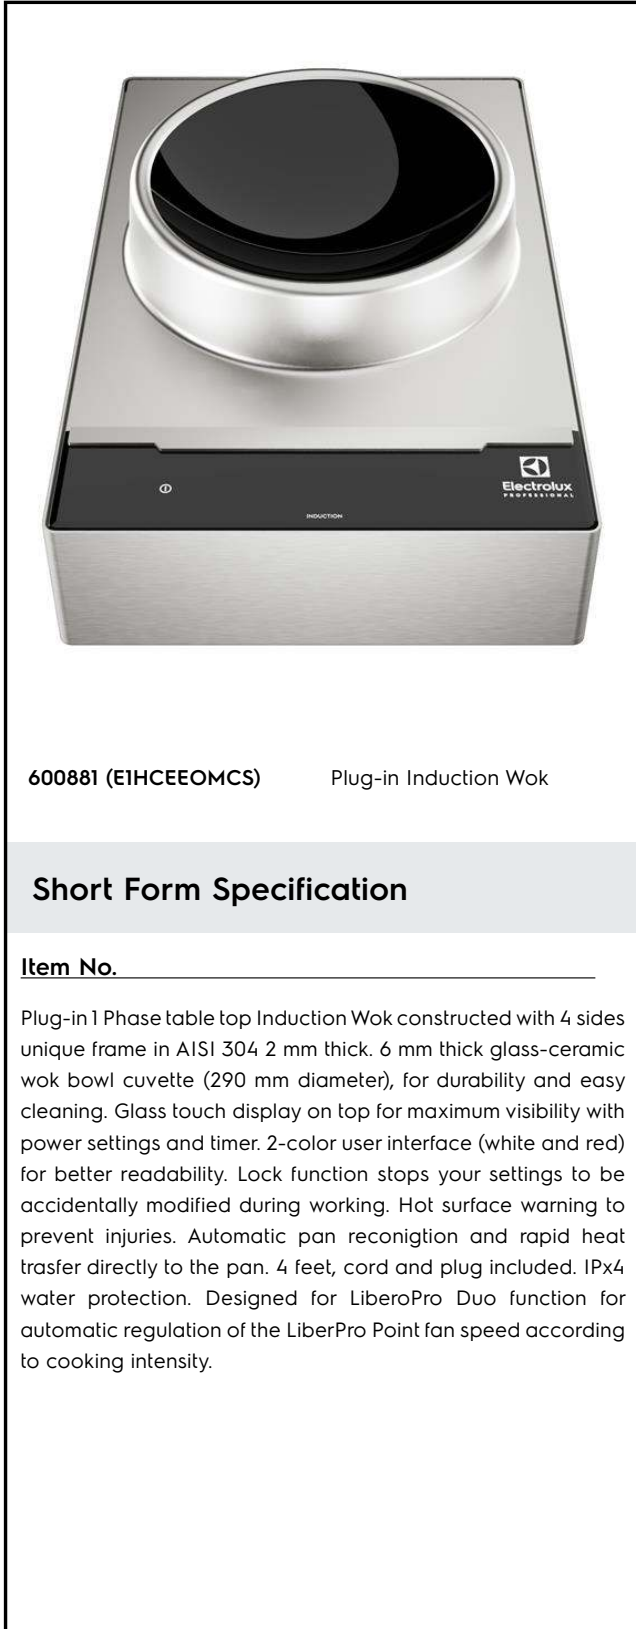 Electrolux
PROFESSIONAL
INDUCTION
600881 (E1HCEEOMCS) Plug-in Induction Wok
Short Form Specification
Item No.
Plug-in 1 Phase table top Induction Wok constructed with 4 sides
unique frame in AISI 304 2 mm thick. 6 mm thick glass-ceramic
wok bowl cuvette (290 mm diameter), for durability and easy
cleaning. Glass touch display on top for maximum visibility with
power settings and timer. 2-color user interface (white and red)
for better readability. Lock function stops your settings to be
accidentally modified during working. Hot surface warning to
prevent injuries. Automatic pan reconigtion and rapid heat
trasfer directly to the pan. 4 feet, cord and plug included. IPx4
water protection. Designed for LiberoPro Duo function for
automatic regulation of the LiberPro Point fan speed according
to cooking intensity.